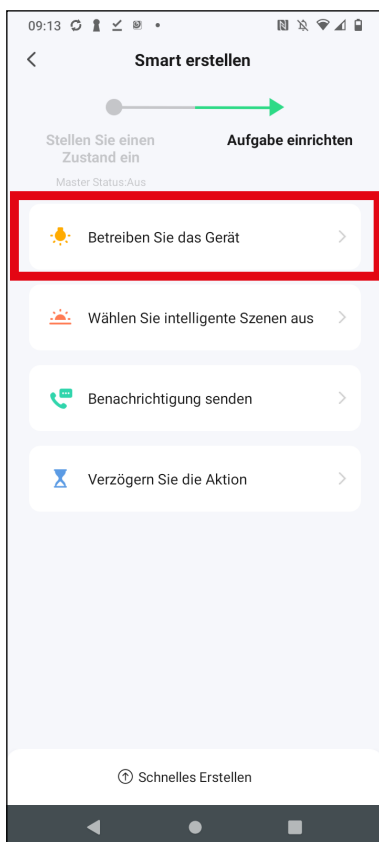 09:13
Smart erstellen
Stellen Sie einen
Zustand ein
Master Status:Aus
Aufgabe einrichten
Betreiben Sie das Gerät
Wählen Sie intelligente Szenen aus
Benachrichtigung senden
Verzögern Sie die Aktion
Schnelles Erstellen